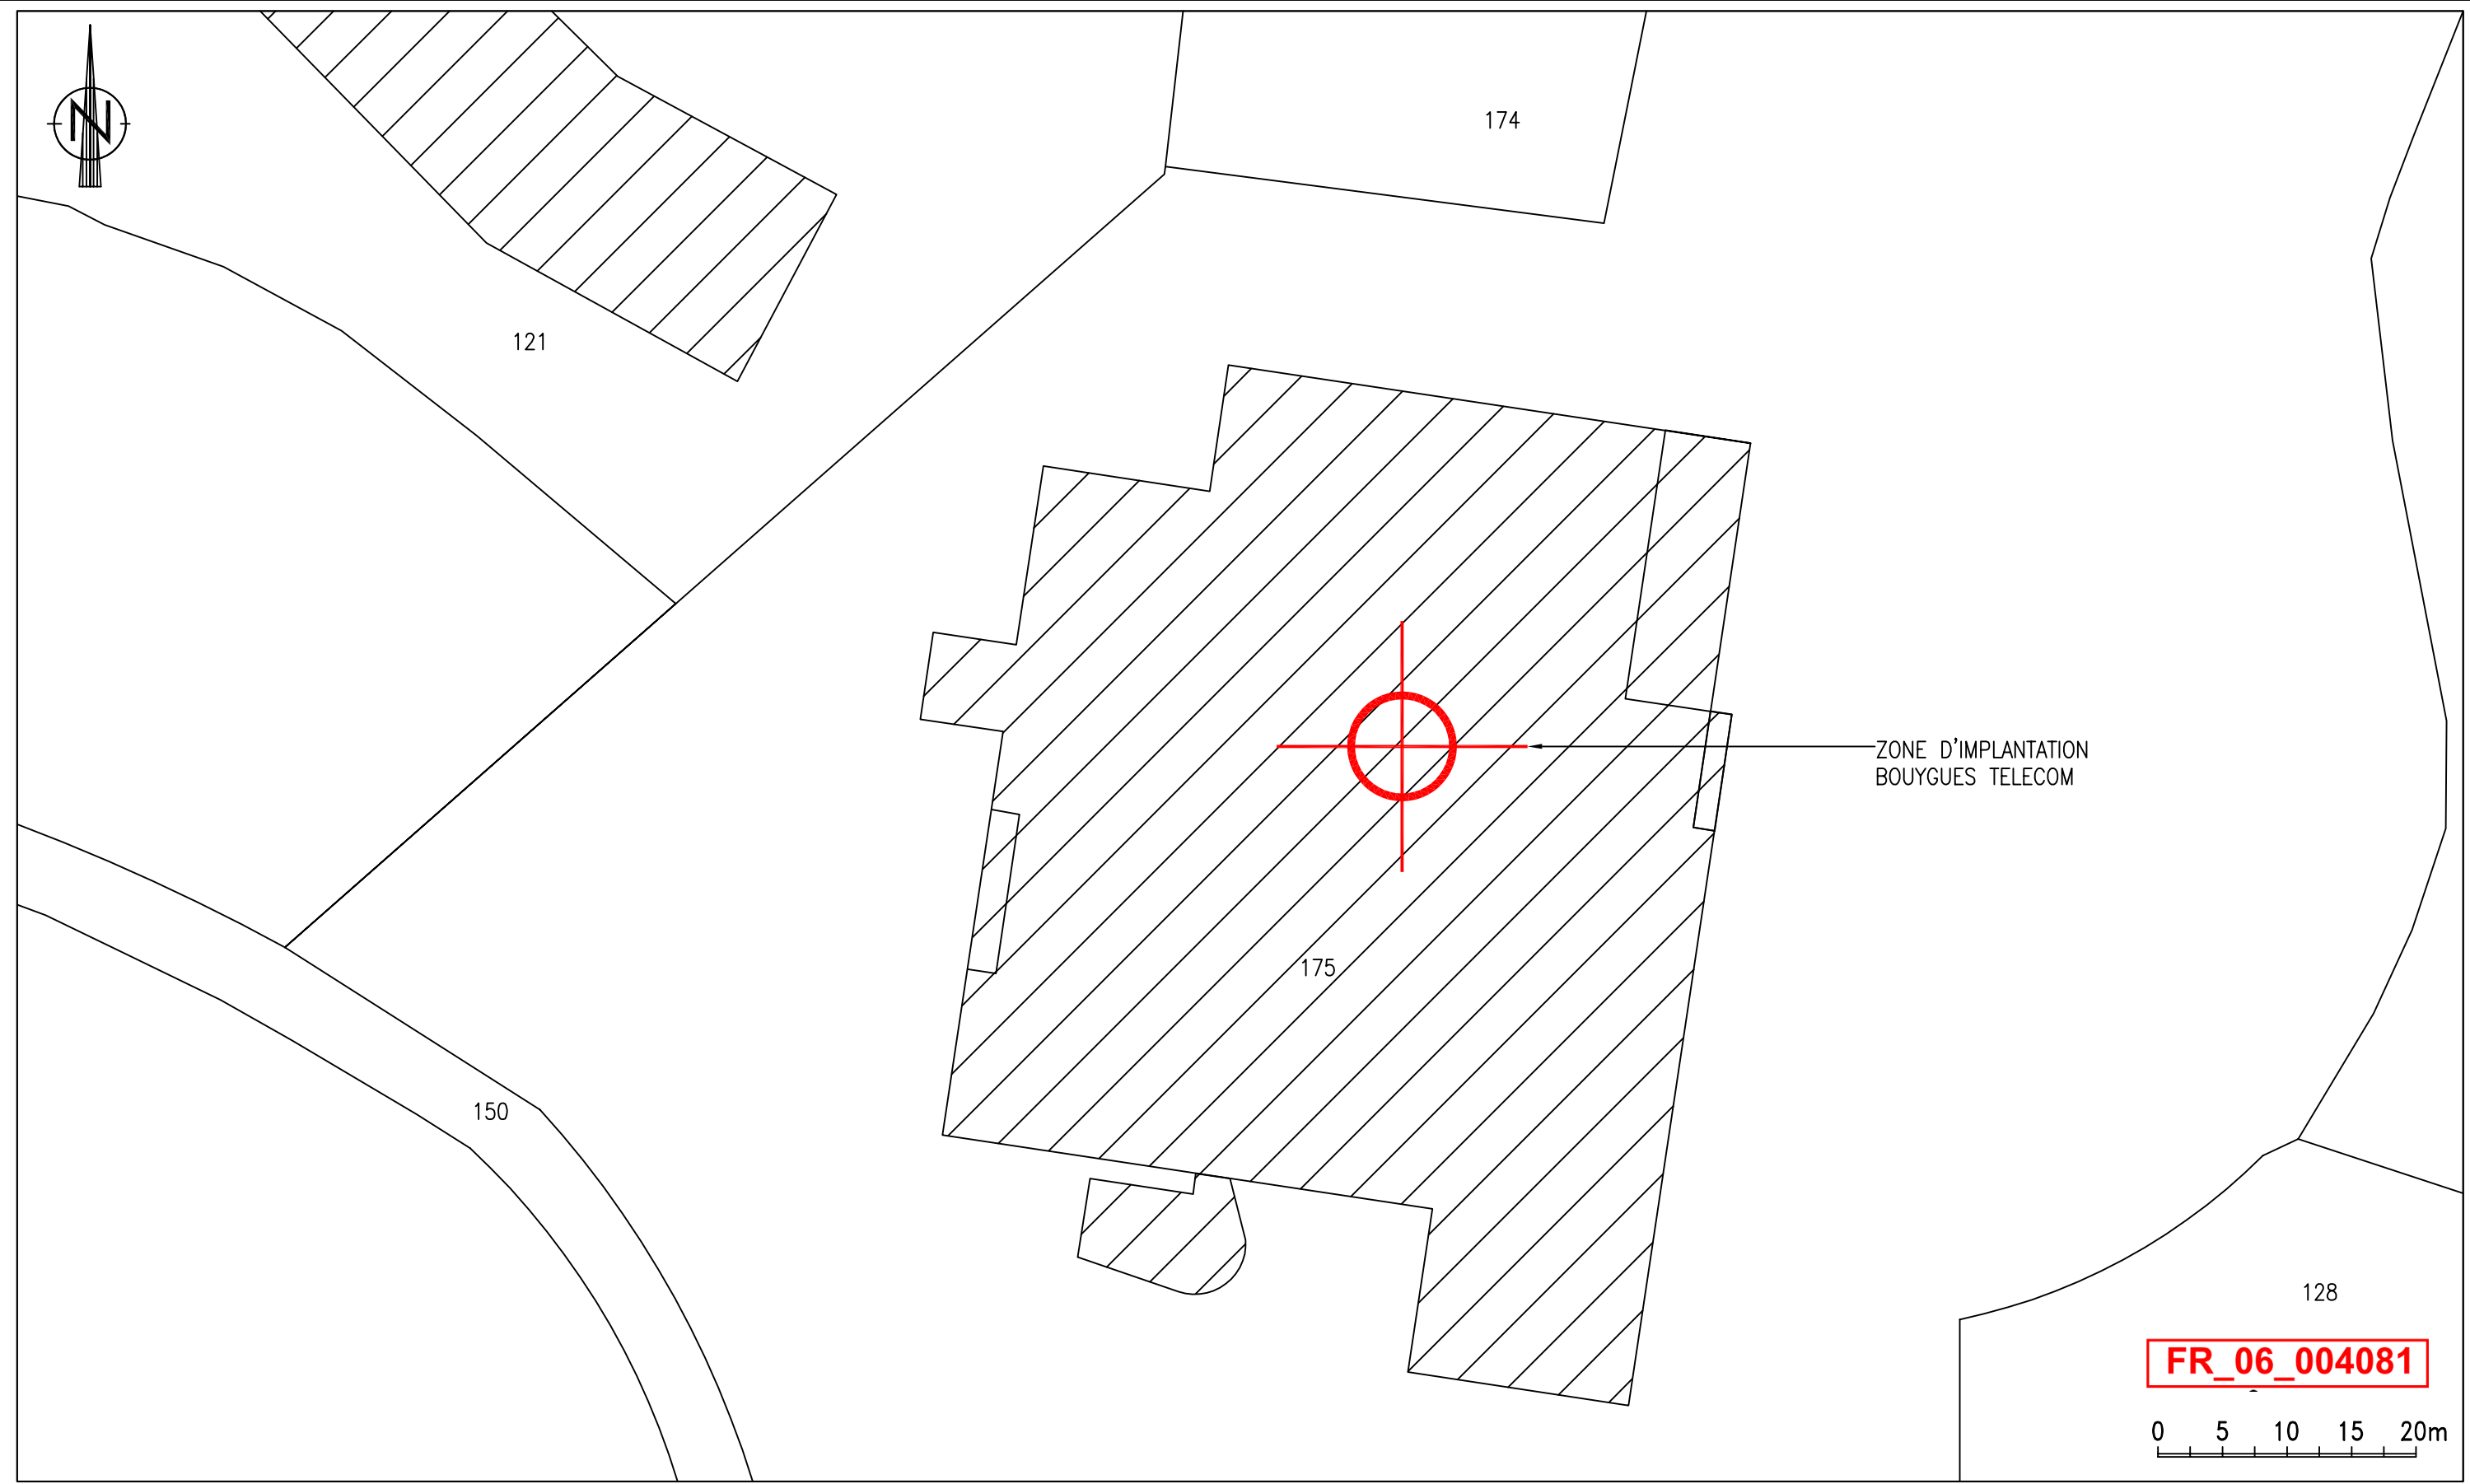 N
174
121
ZONE D'IMPLANTATION
BOUYGUES TELECOM
175
150
128
FR_06_004081
0 5 10 15 20m